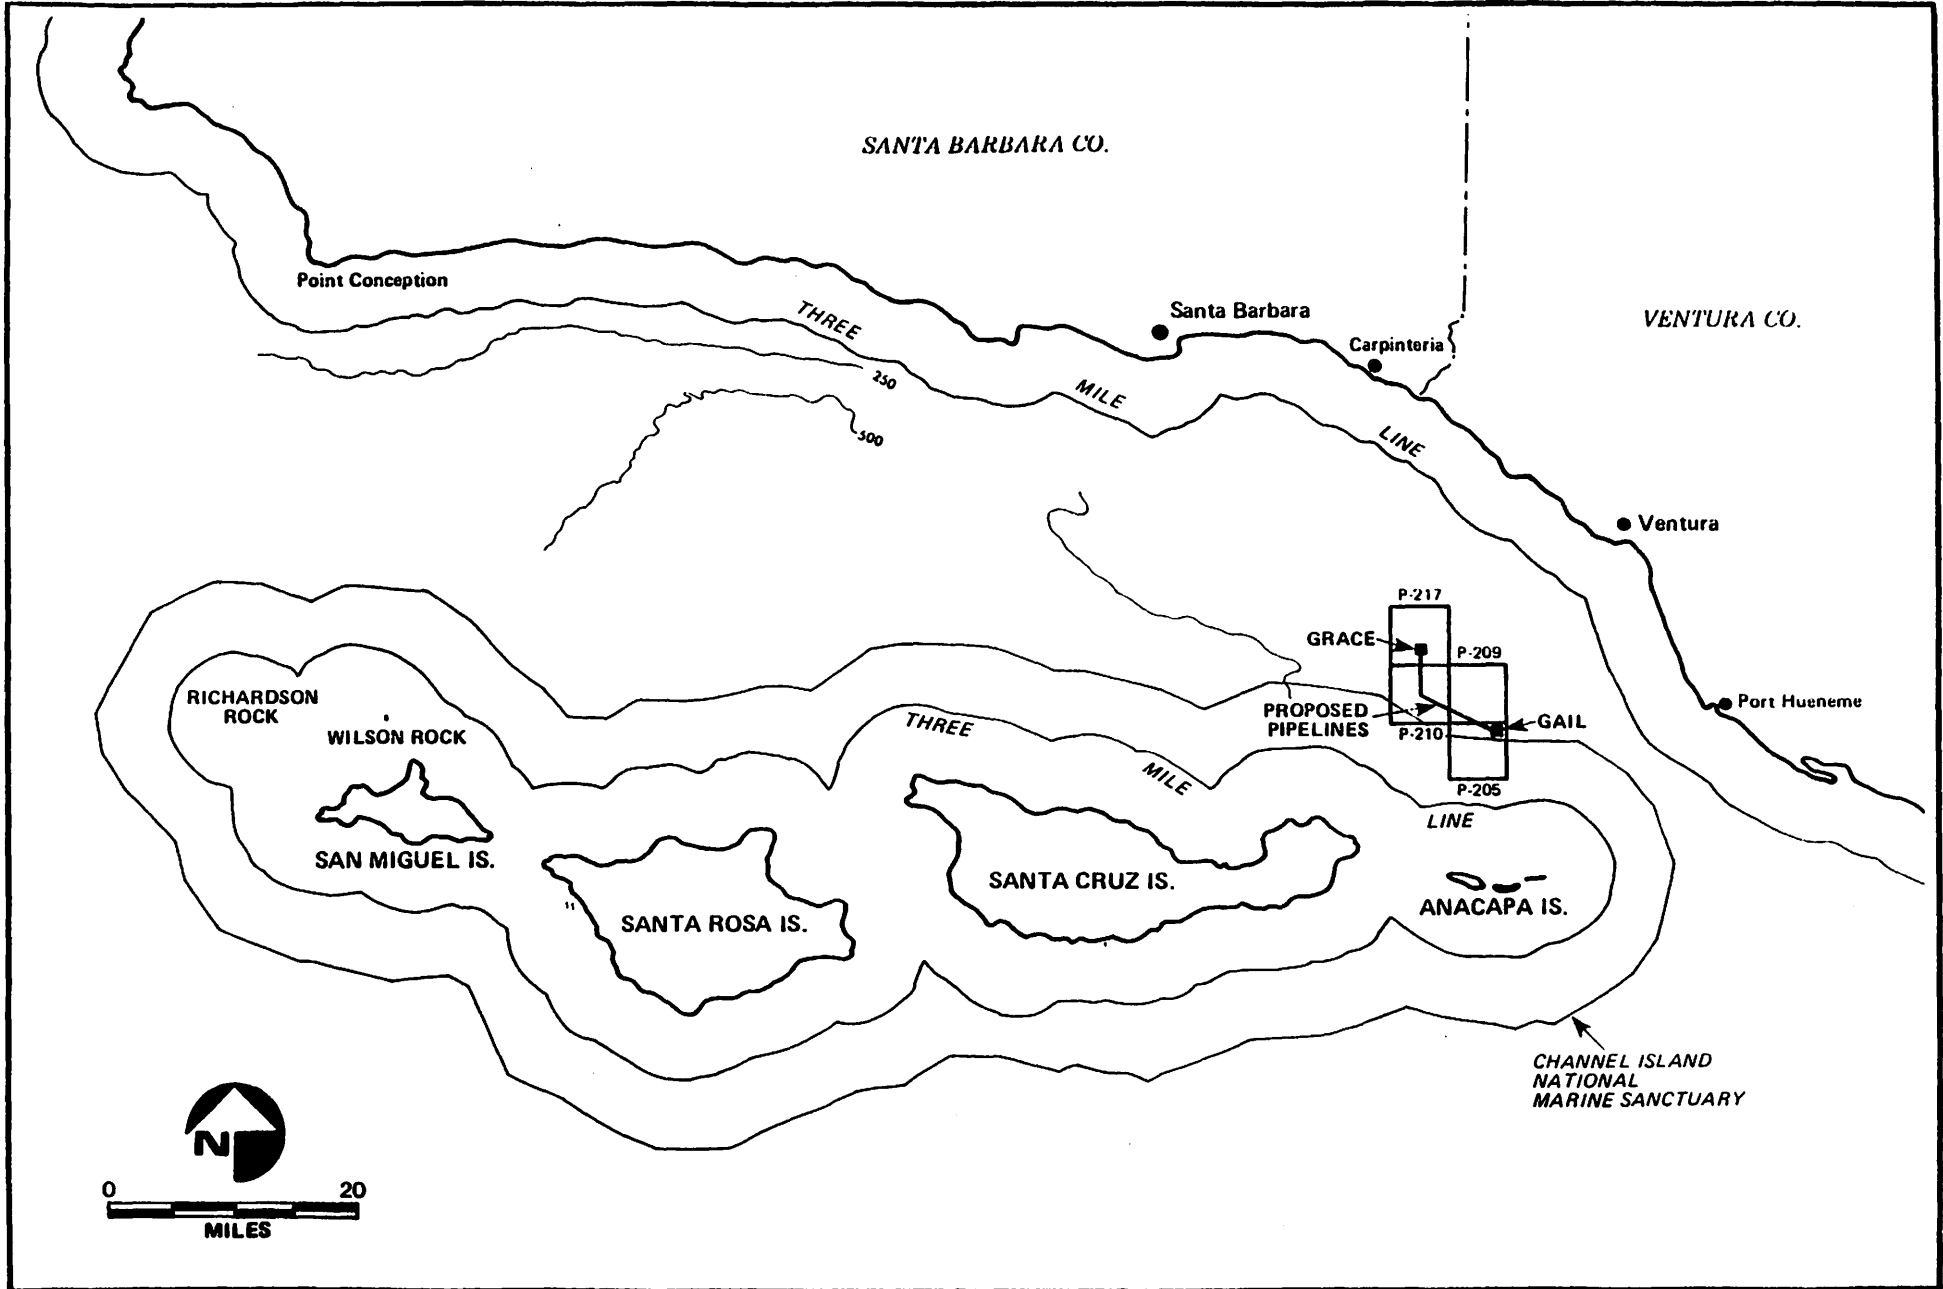 SANTA BARBARA CO.
VENTURA CO.
Point Conception
Santa Barbara
Carpinteria
THREE
MILE
LINE
250
500
Ventura
P-217
GRACE
P-209
PROPOSED
PIPELINES
GAIL
P-210
P-205
Port Hueneme
RICHARDSON
ROCK
WILSON ROCK
THREE
MILE
LINE
SAN MIGUEL IS.
SANTA ROSA IS.
SANTA CRUZ IS.
ANACAPA IS.
CHANNEL ISLAND
NATIONAL
MARINE SANCTUARY
N
0 20
MILES